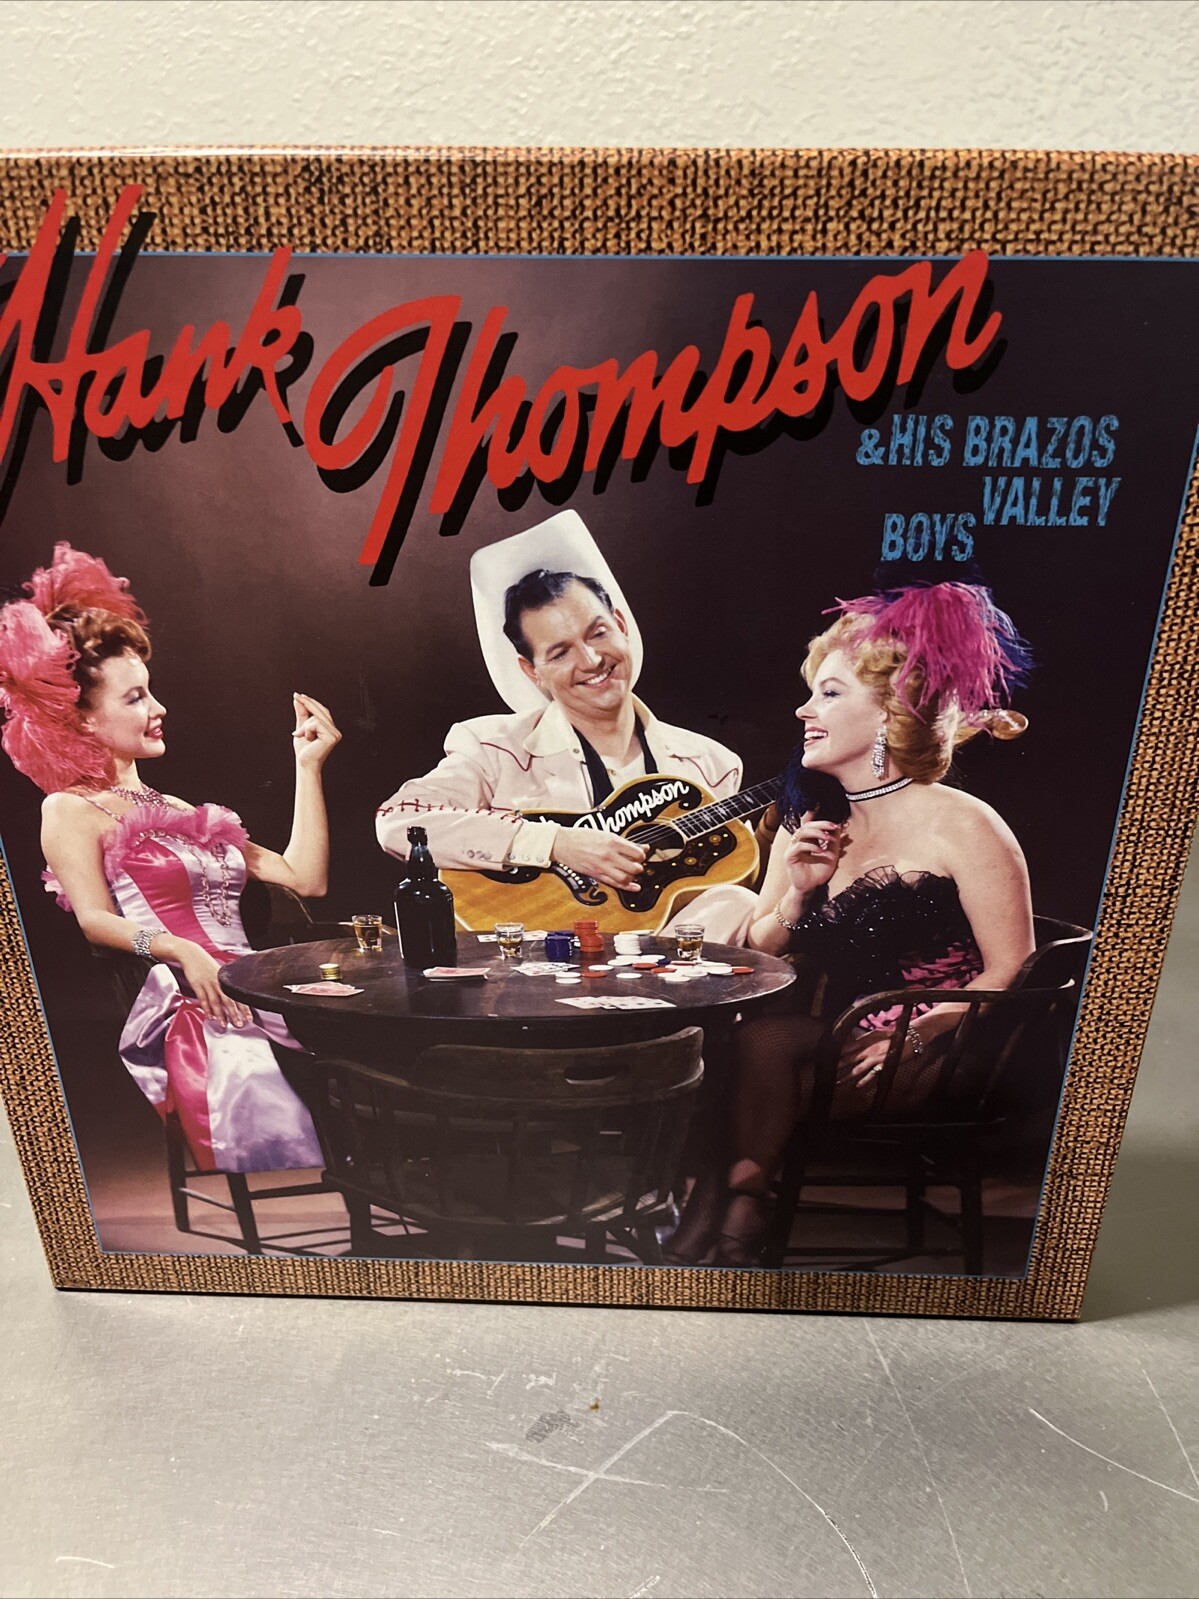 Hank Thompson
& HIS BRAZOS
VALLEY
BOYS
Thompson